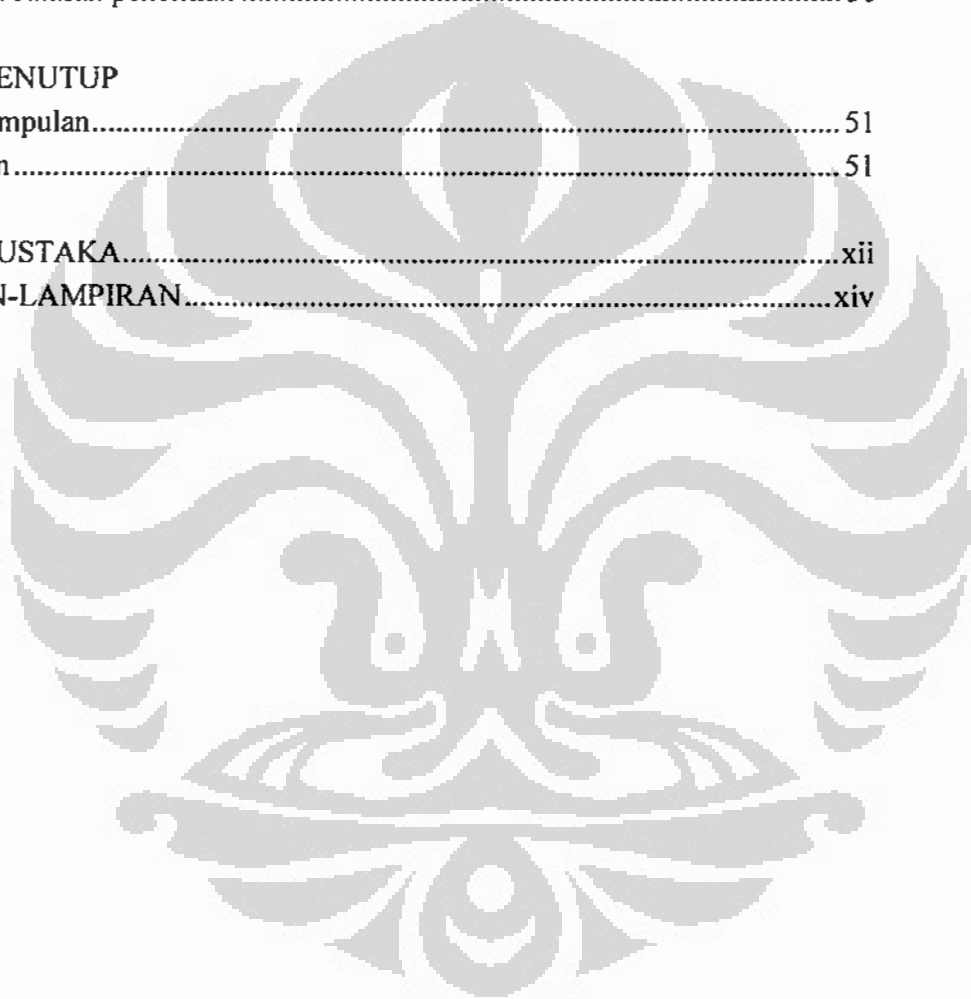 ENUTUP
mpulan.......................................................................................... 51
n..................................................................................................... 51
USTAKA...................................................................................... xii
N-LAMPIRAN.............................................................................. xiv